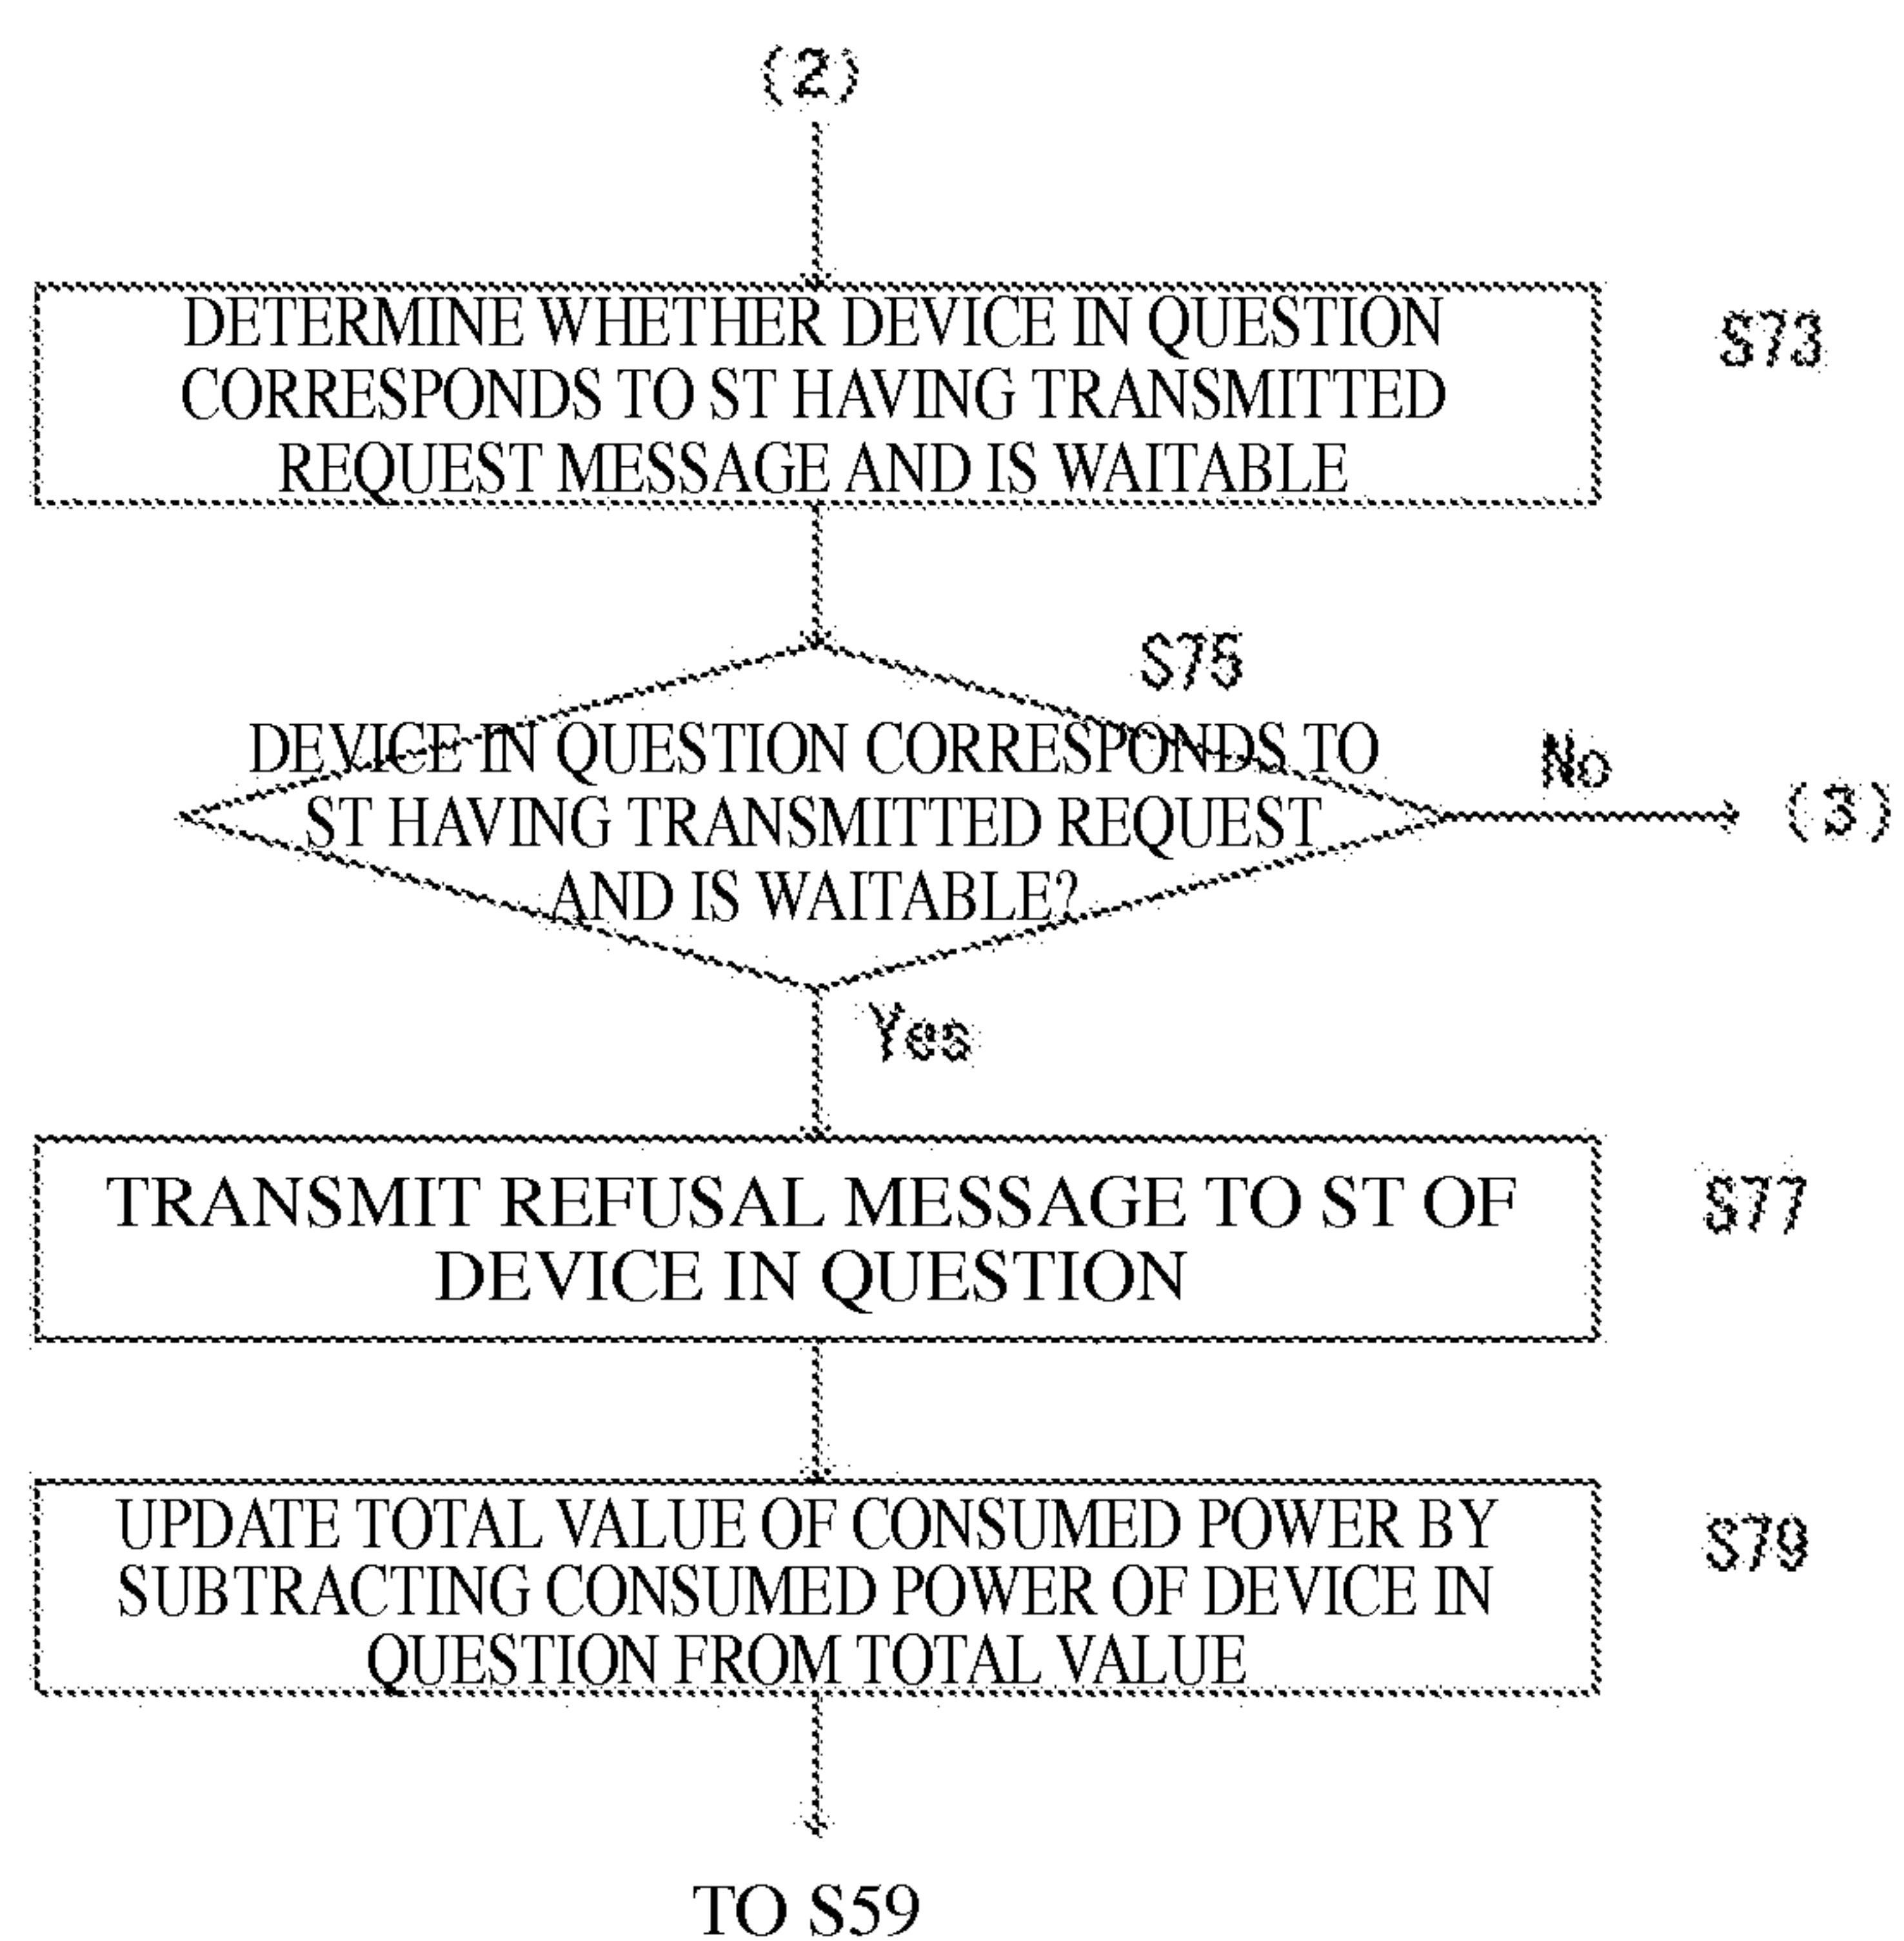 (2)
DETERMINE WHETHER DEVICE IN QUESTION
CORRESPONDS TO ST HAVING TRANSMITTED
REQUEST MESSAGE AND IS WAITABLE
S73
S75
DEVICE IN QUESTION CORRESPONDS TO
ST HAVING TRANSMITTED REQUEST
AND IS WAITABLE?
No
(3)
Yes
TRANSMIT REFUSAL MESSAGE TO ST OF
DEVICE IN QUESTION
S77
UPDATE TOTAL VALUE OF CONSUMED POWER BY
SUBTRACTING CONSUMED POWER OF DEVICE IN
QUESTION FROM TOTAL VALUE
S79
TO S59